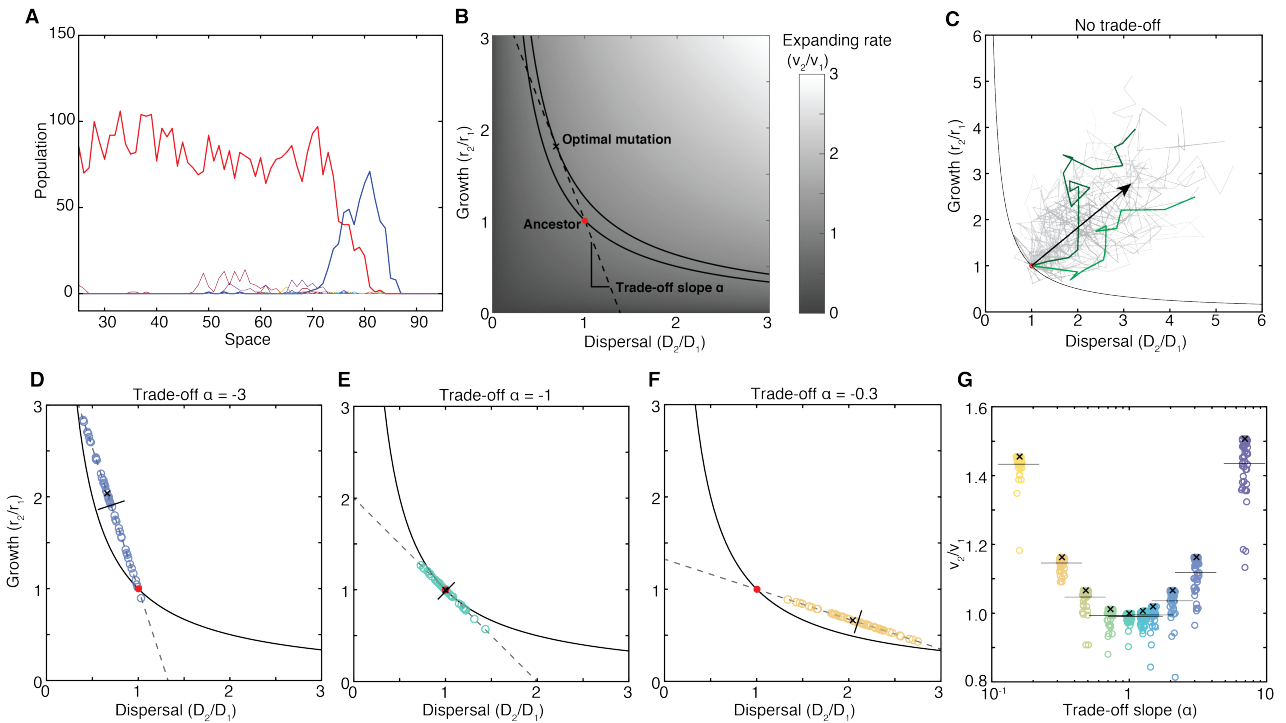 A
150
100
50
0
Population
30
40
50
60
70
80
90
Space
B
3
2
1
0
Growth (r2/r1)
Optimal mutation
Ancestor
Trade-off slope α
0
1
2
3
Dispersal (D2/D1)
Expanding rate
(v2/v1)
3
2
1
0
C
No trade-off
6
5
4
3
2
1
0
Growth (r2/r1)
0
1
2
3
4
5
6
Dispersal (D2/D1)
D
Trade-off α = -3
3
2
1
0
Growth (r2/r1)
0
1
2
3
Dispersal (D2/D1)
E
Trade-off α = -1
3
2
1
0
0
1
2
3
Dispersal (D2/D1)
F
Trade-off α = -0.3
3
2
1
0
0
1
2
3
Dispersal (D2/D1)
G
1.6
1.4
1.2
1.0
0.8
v2/v1
10-1
1
10
Trade-off slope (α)